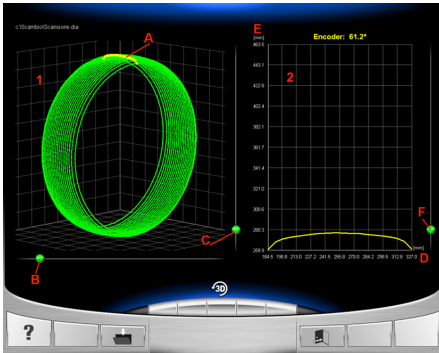 c:\Scambio\Scansione.dia
E
[mm]
Encoder: 61.2°
A
1
2
463.5
443.1
422.8
402.4
382.1
361.7
341.4
321.0
300.6
280.3
259.9
C
F
[mm]
D
184.5 198.8 213.0 227.2 241.5 255.8 270.0 284.2 298.5 312.8 327.0
B
3D
?